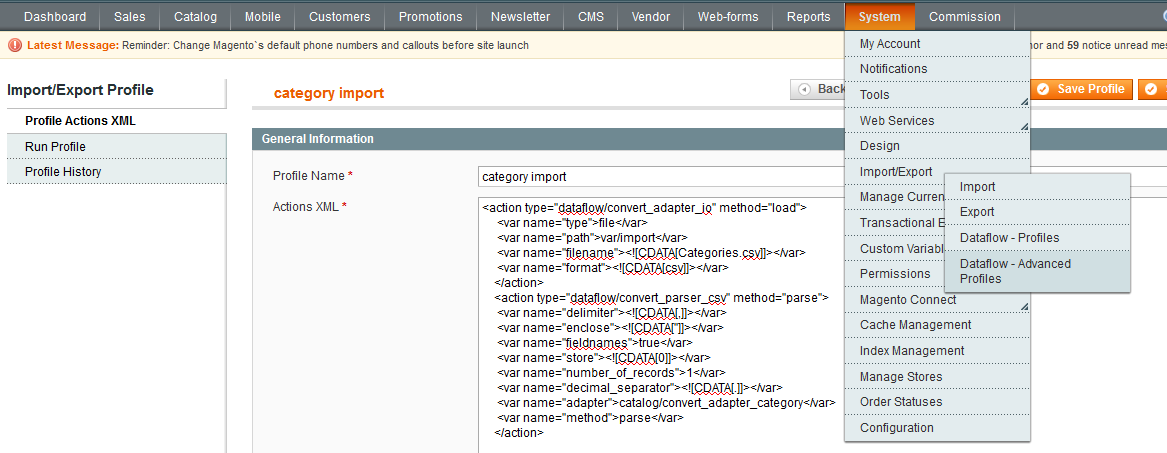 Dashboard Sales Catalog Mobile Customers Promotions Newsletter CMS Vendor Web-forms Reports System Commission
Latest Message: Reminder: Change Magento`s default phone numbers and callouts before site launch
nor and 59 notice unread mes
Import/Export Profile
Profile Actions XML
Run Profile
Profile History
category import
Back
Save Profile
General Information
Profile Name *
category import
Actions XML *
<action type="dataflow/convert_adapter_io" method="load">
<var name="type">file</var>
<var name="path">var/import</var>
<var name="filename"><![CDATA[Categories.csv]]></var>
<var name="format"><![CDATA[csv]]></var>
</action>
<action type="dataflow/convert_parser_csv" method="parse">
<var name="delimiter"><![CDATA[,]]></var>
<var name="enclose"><![CDATA["]]></var>
<var name="fieldnames">true</var>
<var name="store"><![CDATA[0]]></var>
<var name="number_of_records">1</var>
<var name="decimal_separator"><![CDATA[.]]></var>
<var name="adapter">catalog/convert_adapter_category</var>
<var name="method">parse</var>
</action>
My Account
Notifications
Tools
Web Services
Design
Import/Export
Manage Curren
Transactional E
Custom Variabl
Permissions
Magento Connect
Cache Management
Index Management
Manage Stores
Order Statuses
Configuration
Import
Export
Dataflow - Profiles
Dataflow - Advanced
Profiles